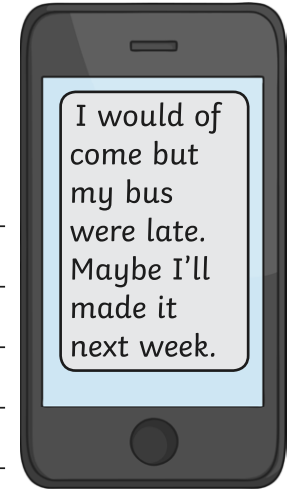 I would of
come but
my bus
were late.
Maybe I'll
made it
next week.